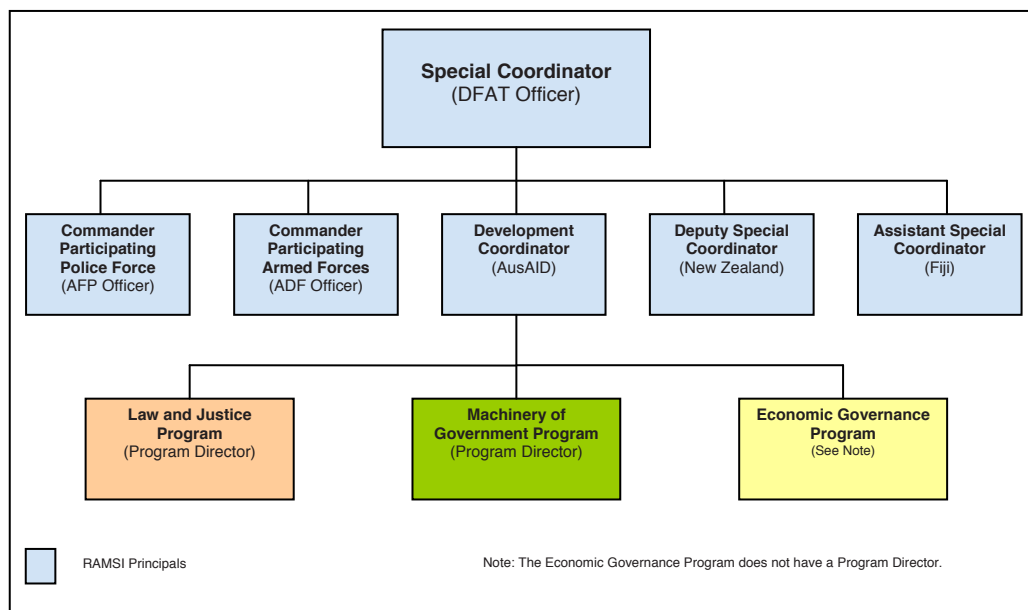 Special Coordinator
(DFAT Officer)
Commander
Participating
Police Force
(AFP Officer)
Commander
Participating
Armed Forces
(ADF Officer)
Development
Coordinator
(AusAID)
Deputy Special
Coordinator
(New Zealand)
Assistant Special
Coordinator
(Fiji)
Law and Justice
Program
(Program Director)
Machinery of
Government Program
(Program Director)
Economic Governance
Program
(See Note)
RAMSI Principals
Note: The Economic Governance Program does not have a Program Director.